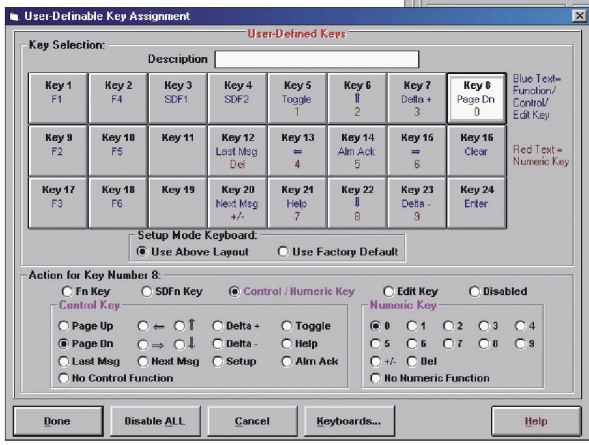 User-Definable Key Assignment
User-Defined Keys
Key Selection:
Description
Key 1 Key 2 Key 3 Key 4 Key 5 Key 6 Key 7 Key 8
F1 F4 SDF1 SDF2 Toggle ⇑ Delta + Page Dn
1 2 3 0
Blue Text=
Function/
Control/
Edit Key
Key 9 Key 10 Key 11 Key 12 Key 13 Key 14 Key 15 Key 16
F2 F5 Last Msg ⇐ Alm Ack ⇒ Clear
Del 4 5 6
Red Text =
Numeric Key
Key 17 Key 18 Key 19 Key 20 Key 21 Key 22 Key 23 Key 24
F3 F6 Next Msg Help ⇓ Delta - Enter
+/- 7 8 9
Setup Mode Keyboard:
Use Above Layout Use Factory Default
Action for Key Number 8:
Fn Key SDFn Key Control / Numeric Key Edit Key Disabled
Control Key Numeric Key
Page Up ⇐ ⇑ Delta + Toggle 0 1 2 3 4
Page Dn ⇒ ⇓ Delta - Help 5 6 7 8 9
Last Msg Next Msg Setup Alm Ack +/- Del
No Control Function No Numeric Function
Done Disable ALL Cancel Keyboards... Help